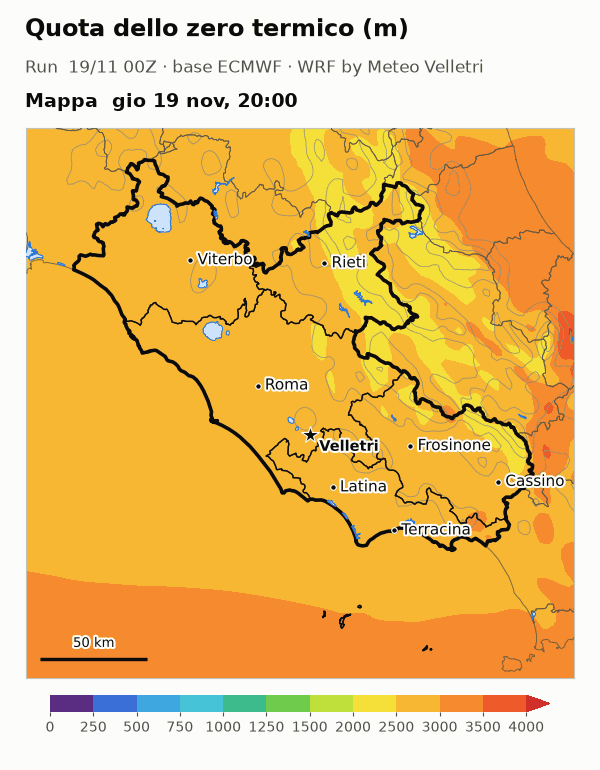 Quota dello zero termico (m)
Run 19/11 00Z · base ECMWF · WRF by Meteo Velletri
Mappa gio 19 nov, 20:00
Viterbo
Rieti
Roma
Velletri
Frosinone
Cassino
Latina
Terracina
50 km
0 250 500 750 1000 1250 1500 2000 2500 3000 3500 4000